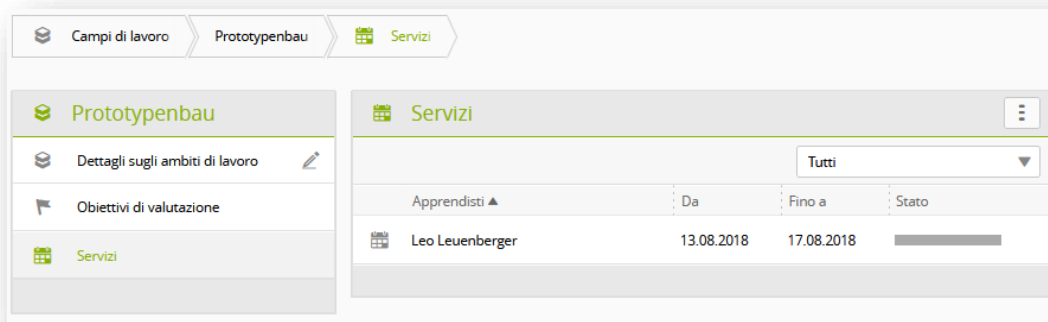 Campi di lavoro Prototypenbau Servizi
Prototypenbau
Dettagli sugli ambiti di lavoro
Obiettivi di valutazione
Servizi
Servizi
Tutti
Apprendisti ▲ Da Fino a Stato
Leo Leuenberger 13.08.2018 17.08.2018